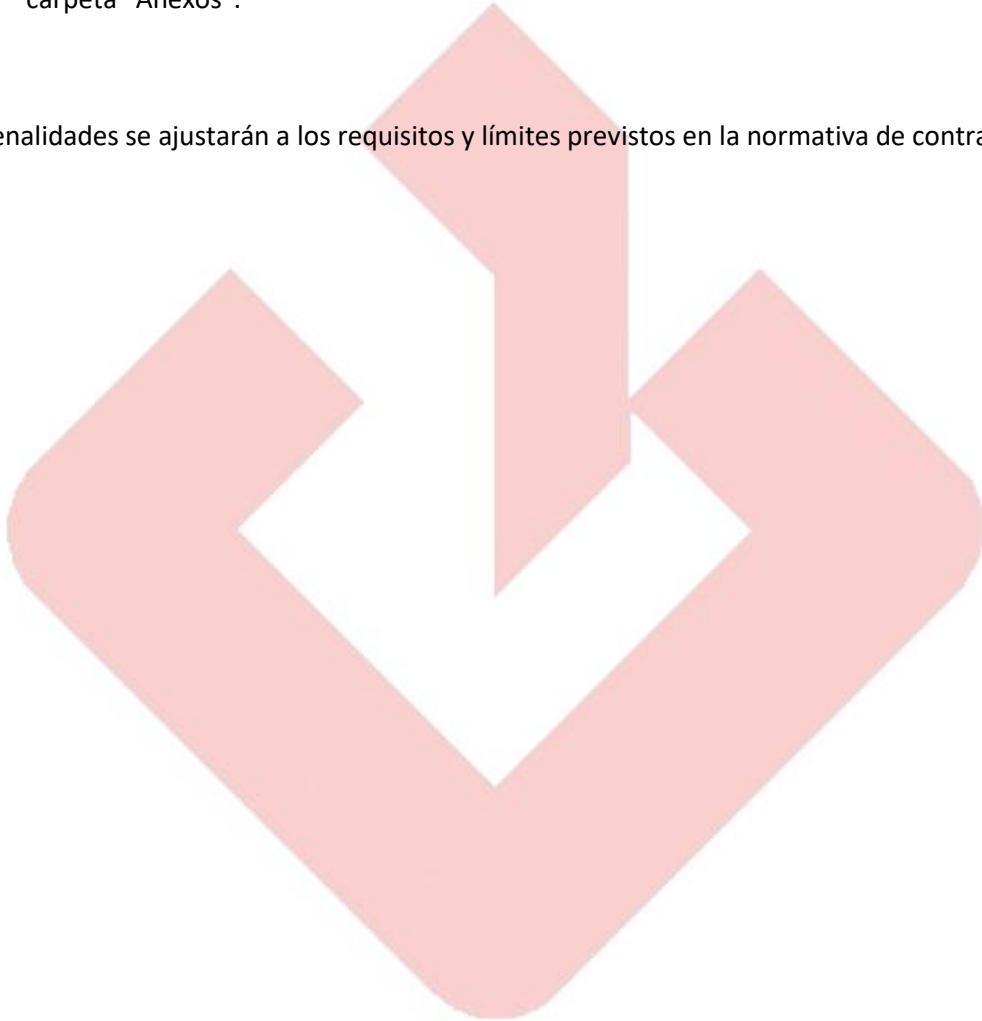 carpeta "Anexos".
enalidades se ajustarán a los requisitos y límites previstos en la normativa de contra